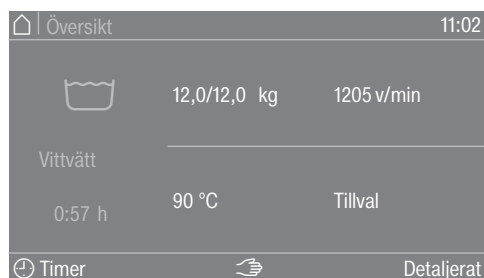 Översikt 11:02
12,0/12,0 kg 1205 v/min
Vittvätt
0:57 h
90 °C Tillval
Timer Detaljerat